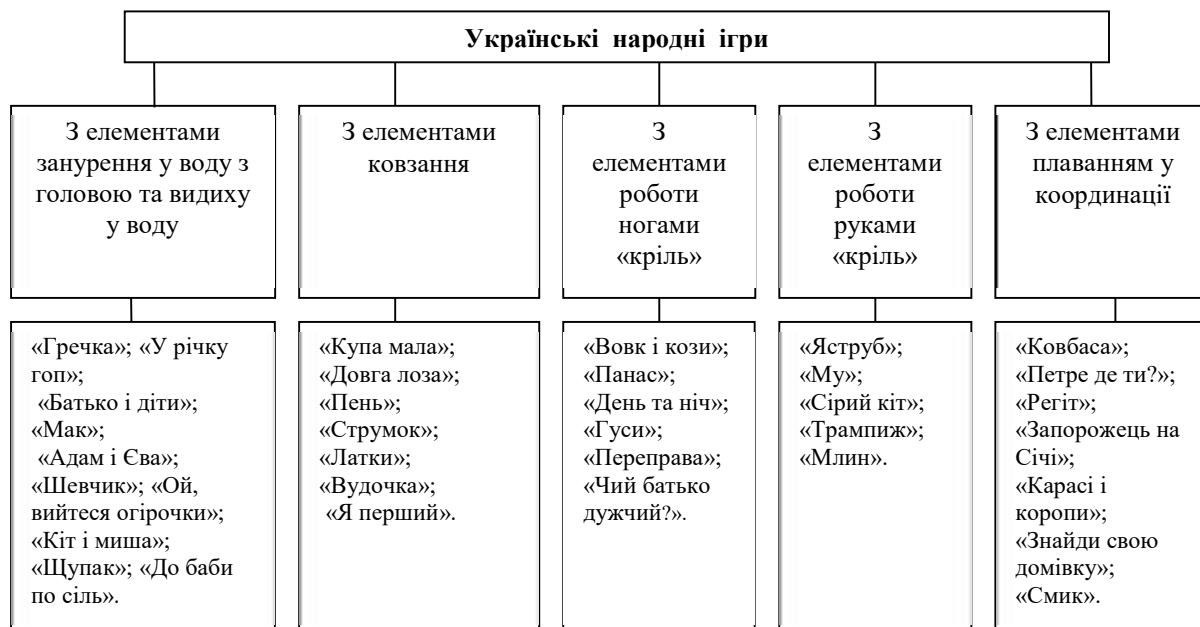 Українські народні ігри
З елементами
занурення у воду з
головою та видиху
у воду
З елементами
ковзання
З
елементами
роботи
ногами
«кріль»
З
елементами
роботи
руками
«кріль»
З елементами
плаванням у
координації
«Гречка»; «У річку
гоп»;
«Батько і діти»;
«Мак»;
«Адам і Єва»;
«Шевчик»; «Ой,
вийтеся огірочки»;
«Кіт і миша»;
«Щупак»; «До баби
по сіль».
«Купа мала»;
«Довга лоза»;
«Пень»;
«Струмок»;
«Латки»;
«Вудочка»;
«Я перший».
«Вовк і кози»;
«Панас»;
«День та ніч»;
«Гуси»;
«Переправа»;
«Чий батько
дужчий?».
«Яструб»;
«Му»;
«Сірий кіт»;
«Трампиж»;
«Млин».
«Ковбаса»;
«Петре де ти?»;
«Регіт»;
«Запорожець на
Січі»;
«Карасі і
коропи»;
«Знайди свою
домівку»;
«Смик».